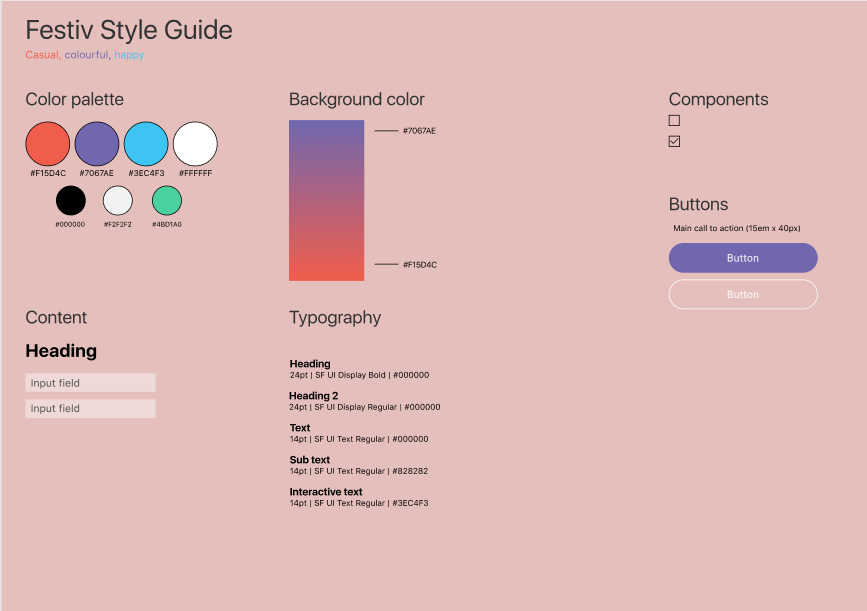 Festiv Style Guide
Casual, colourful, happy
Color palette
#F15D4C #7067AE #3EC4F3 #FFFFFF
#000000 #F2F2F2 #4BD1A0
Background color
#7067AE
#F15D4C
Components
Buttons
Main call to action (15em x 40px)
Button
Button
Content
Heading
Input field
Input field
Typography
Heading
24pt | SF UI Display Bold | #000000
Heading 2
24pt | SF UI Display Regular | #000000
Text
14pt | SF UI Text Regular | #000000
Sub text
14pt | SF UI Text Regular | #828282
Interactive text
14pt | SF UI Text Regular | #3EC4F3